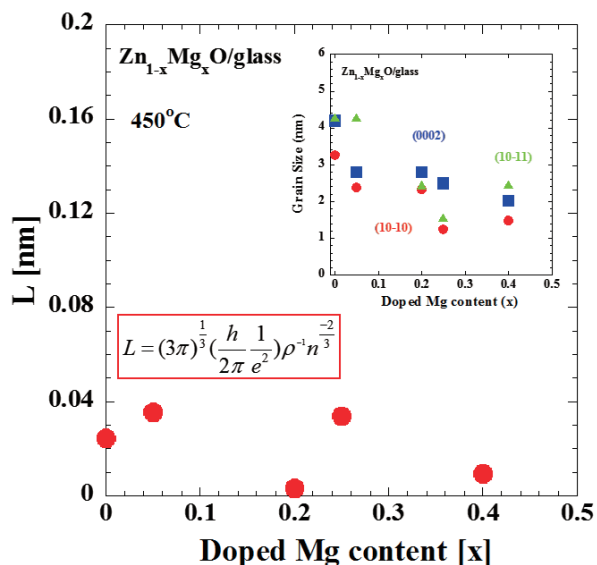 0.2
0.16
0.12
0.08
0.04
0
L [nm]
Zn₁₋ₓMgₓO/glass
450°C
6
5
4
3
2
1
0
Grain Size (nm)
Zn₁₋ₓMgₓO/glass
(0002)
(10-11)
(10-10)
0 0.1 0.2 0.3 0.4 0.5
Doped Mg content (x)
L = (3π)^{1/3} (h/2π 1/e²) ρ⁻¹ n^{-2/3}
0 0.1 0.2 0.3 0.4 0.5
Doped Mg content [x]